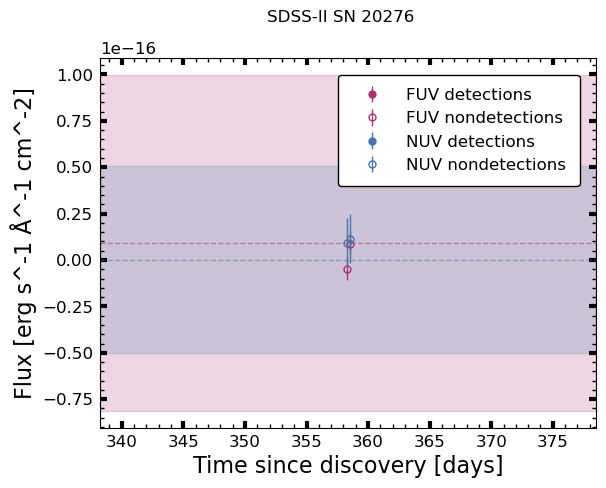 SDSS-II SN 20276
1e−16
1.00
0.75
0.50
0.25
0.00
−0.25
−0.50
−0.75
FUV detections
FUV nondetections
NUV detections
NUV nondetections
Flux [erg s^-1 Å^-1 cm^-2]
340 345 350 355 360 365 370 375
Time since discovery [days]